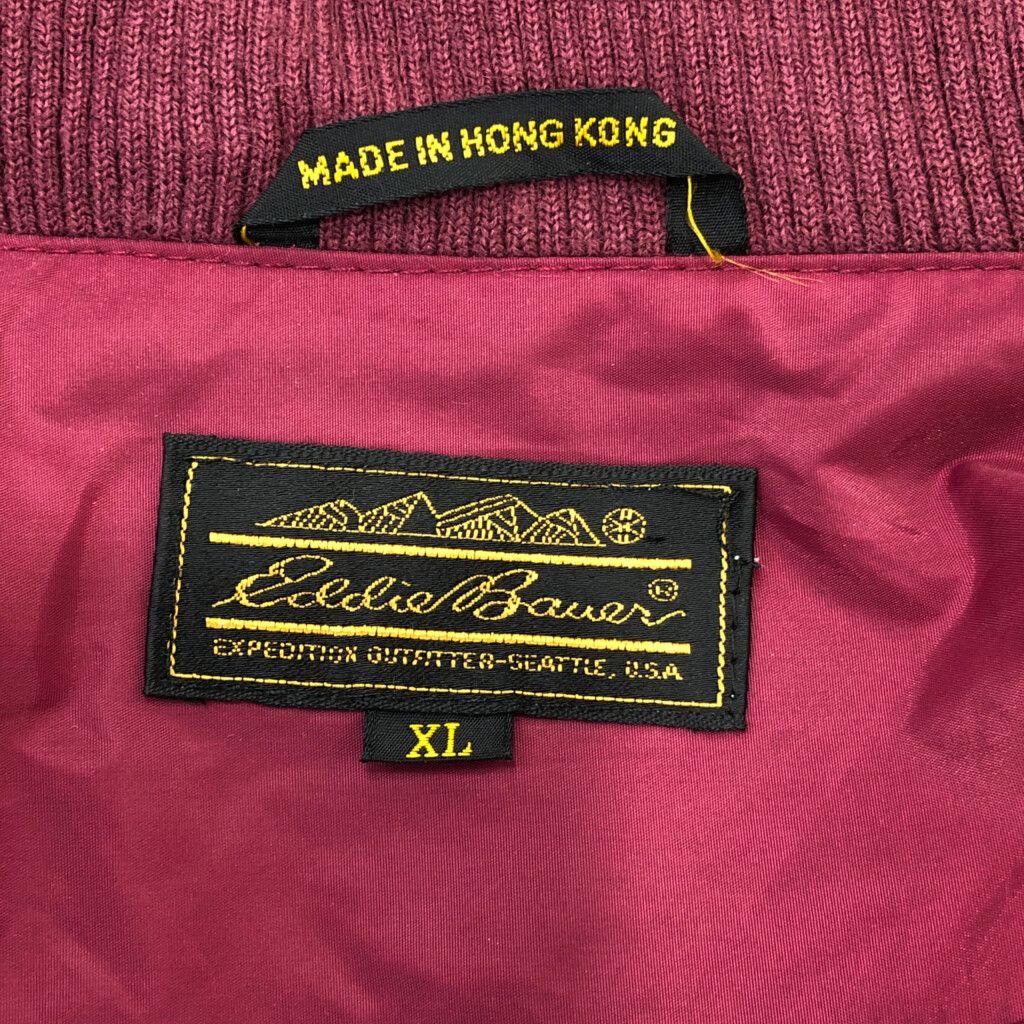 MADE IN HONG KONG
Eddie Bauer®
EXPEDITION OUTFITTER-SEATTLE, U.S.A
XL